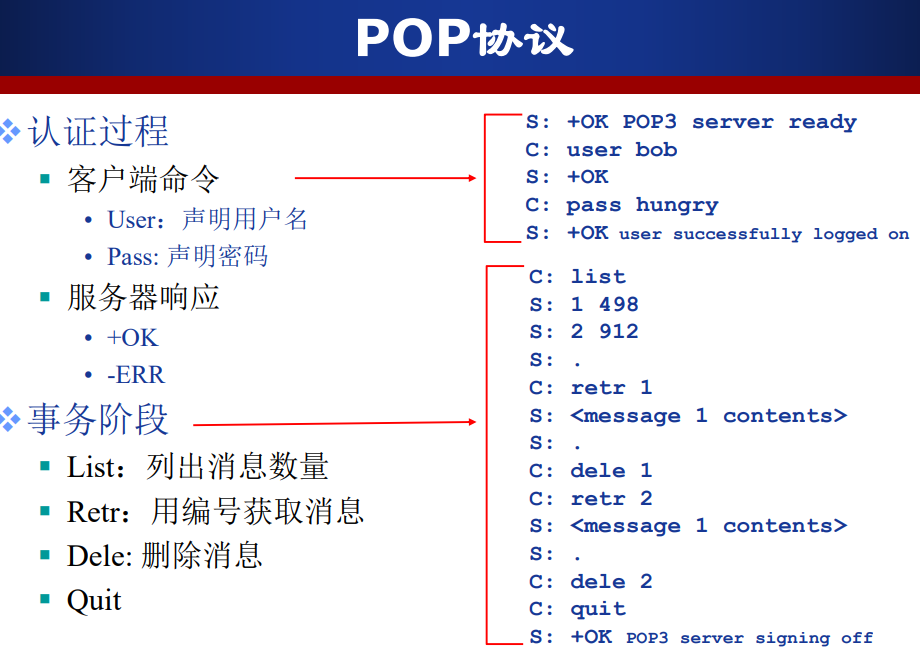 POP协议
认证过程
客户端命令
User：声明用户名
Pass: 声明密码
服务器响应
+OK
-ERR
事务阶段
List：列出消息数量
Retr：用编号获取消息
Dele: 删除消息
Quit
S: +OK POP3 server ready
C: user bob
S: +OK
C: pass hungry
S: +OK user successfully logged on
C: list
S: 1 498
S: 2 912
S: .
C: retr 1
S: <message 1 contents>
S: .
C: dele 1
C: retr 2
S: <message 1 contents>
S: .
C: dele 2
C: quit
S: +OK POP3 server signing off